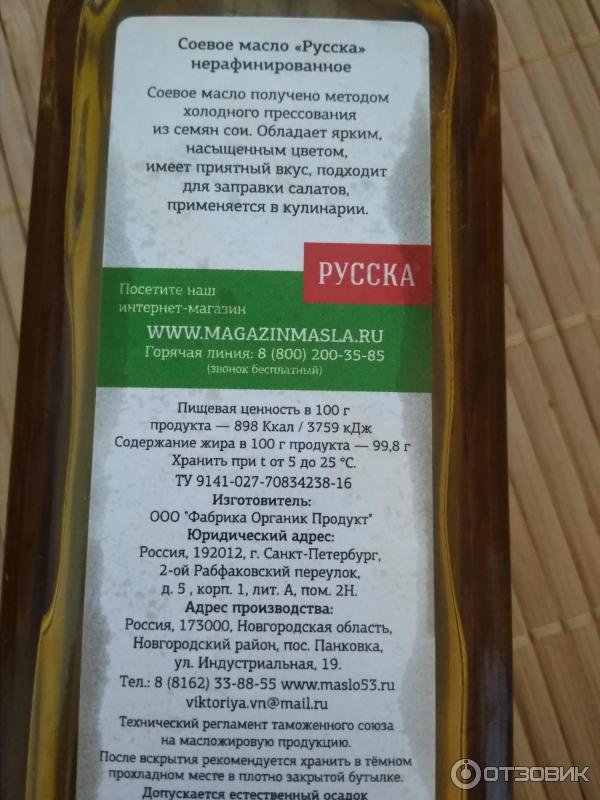 Соевое масло «Русска»
нерафинированное
Соевое масло получено методом
холодного прессования
из семян сои. Обладает ярким,
насыщенным цветом,
имеет приятный вкус, подходит
для заправки салатов,
применяется в кулинарии.
РУССКА
Посетите наш
интернет-магазин
WWW.MAGAZINMASLA.RU
Горячая линия: 8 (800) 200-35-85
(звонок бесплатный)
Пищевая ценность в 100 г
продукта — 898 Ккал / 3759 кДж
Содержание жира в 100 г продукта — 99,8 г
Хранить при t от 5 до 25 °С.
ТУ 9141-027-70834238-16
Изготовитель:
ООО "Фабрика Органик Продукт"
Юридический адрес:
Россия, 192012, г. Санкт-Петербург,
2-ой Рабфаковский переулок,
д. 5 , корп. 1, лит. А, пом. 2Н.
Адрес производства:
Россия, 173000, Новгородская область,
Новгородский район, пос. Панковка,
ул. Индустриальная, 19.
Тел.: 8 (8162) 33-88-55 www.maslo53.ru
viktoriya.vn@mail.ru
Технический регламент таможенного союза
на масложировую продукцию.
После вскрытия рекомендуется хранить в тёмном
прохладном месте в плотно закрытой бутылке.
Допускается естественный осадок
ОТЗОВИК